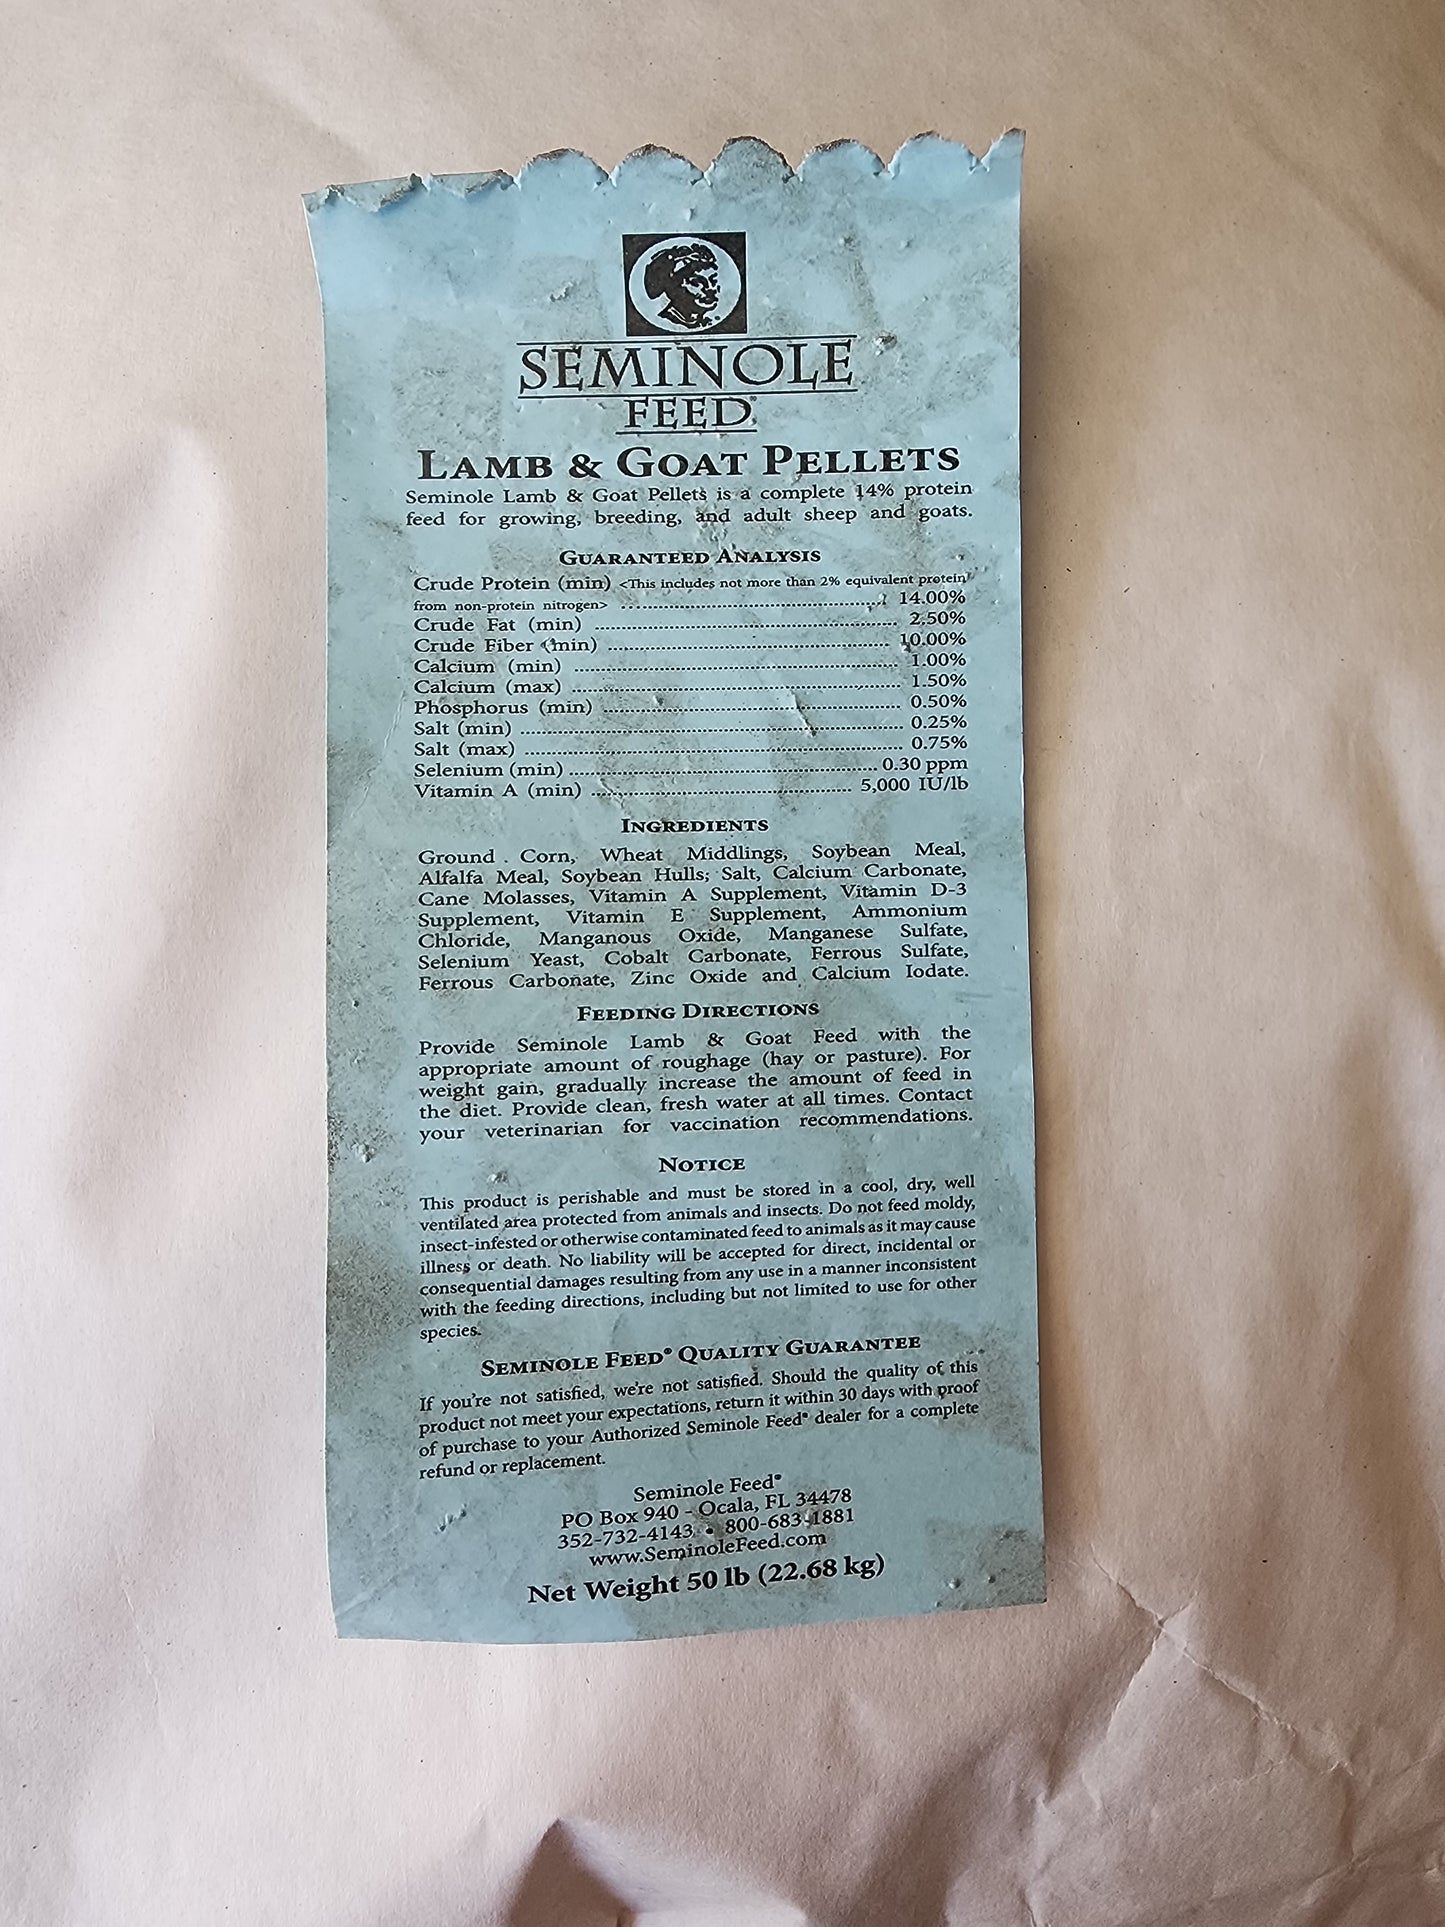 SEMINOLE
FEED®
LAMB & GOAT PELLETS
Seminole Lamb & Goat Pellets is a complete 14% protein
feed for growing, breeding, and adult sheep and goats.
GUARANTEED ANALYSIS
Crude Protein (min) <This includes not more than 2% equivalent protein
from non-protein nitrogen> ........ 14.00%
Crude Fat (min) ........ 2.50%
Crude Fiber (min) ........ 10.00%
Calcium (min) ........ 1.00%
Calcium (max) ........ 1.50%
Phosphorus (min) ........ 0.50%
Salt (min) ........ 0.25%
Salt (max) ........ 0.75%
Selenium (min) ........ 0.30 ppm
Vitamin A (min) ........ 5,000 IU/lb
INGREDIENTS
Ground Corn, Wheat Middlings, Soybean Meal,
Alfalfa Meal, Soybean Hulls, Salt, Calcium Carbonate,
Cane Molasses, Vitamin A Supplement, Vitamin D-3
Supplement, Vitamin E Supplement, Ammonium
Chloride, Manganous Oxide, Manganese Sulfate,
Selenium Yeast, Cobalt Carbonate, Ferrous Sulfate,
Ferrous Carbonate, Zinc Oxide and Calcium Iodate.
FEEDING DIRECTIONS
Provide Seminole Lamb & Goat Feed with the
appropriate amount of roughage (hay or pasture). For
weight gain, gradually increase the amount of feed in
the diet. Provide clean, fresh water at all times. Contact
your veterinarian for vaccination recommendations.
NOTICE
This product is perishable and must be stored in a cool, dry, well
ventilated area protected from animals and insects. Do not feed moldy,
insect-infested or otherwise contaminated feed to animals as it may cause
illness or death. No liability will be accepted for direct, incidental or
consequential damages resulting from any use in a manner inconsistent
with the feeding directions, including but not limited to use for other
species.
SEMINOLE FEED® QUALITY GUARANTEE
If you're not satisfied, we're not satisfied. Should the quality of this
product not meet your expectations, return it within 30 days with proof
of purchase to your Authorized Seminole Feed® dealer for a complete
refund or replacement.
Seminole Feed®
PO Box 940 - Ocala, FL 34478
352-732-4143 • 800-683-1881
www.SeminoleFeed.com
Net Weight 50 lb (22.68 kg)